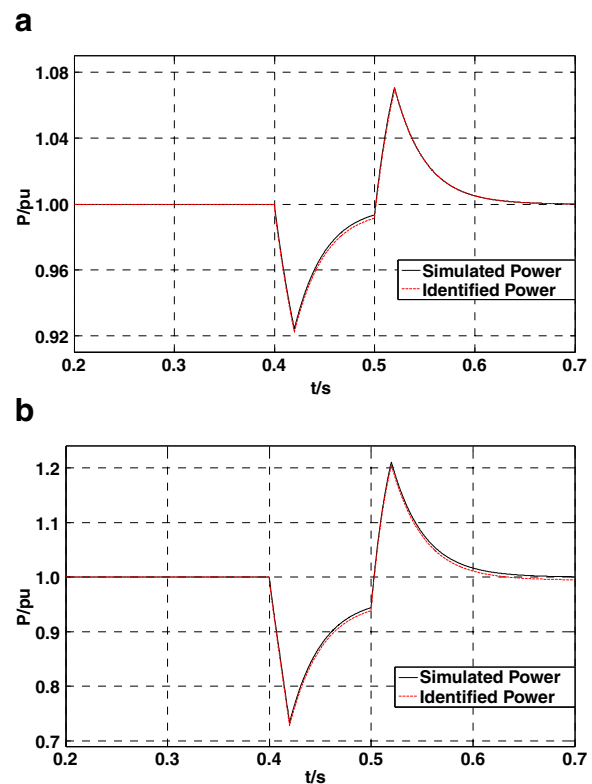 a
1.08
1.04
1.00
0.96
0.92
P/pu
Simulated Power
Identified Power
0.2 0.3 0.4 0.5 0.6 0.7
t/s
b
1.2
1.1
1.0
0.9
0.8
0.7
P/pu
Simulated Power
Identified Power
0.2 0.3 0.4 0.5 0.6 0.7
t/s